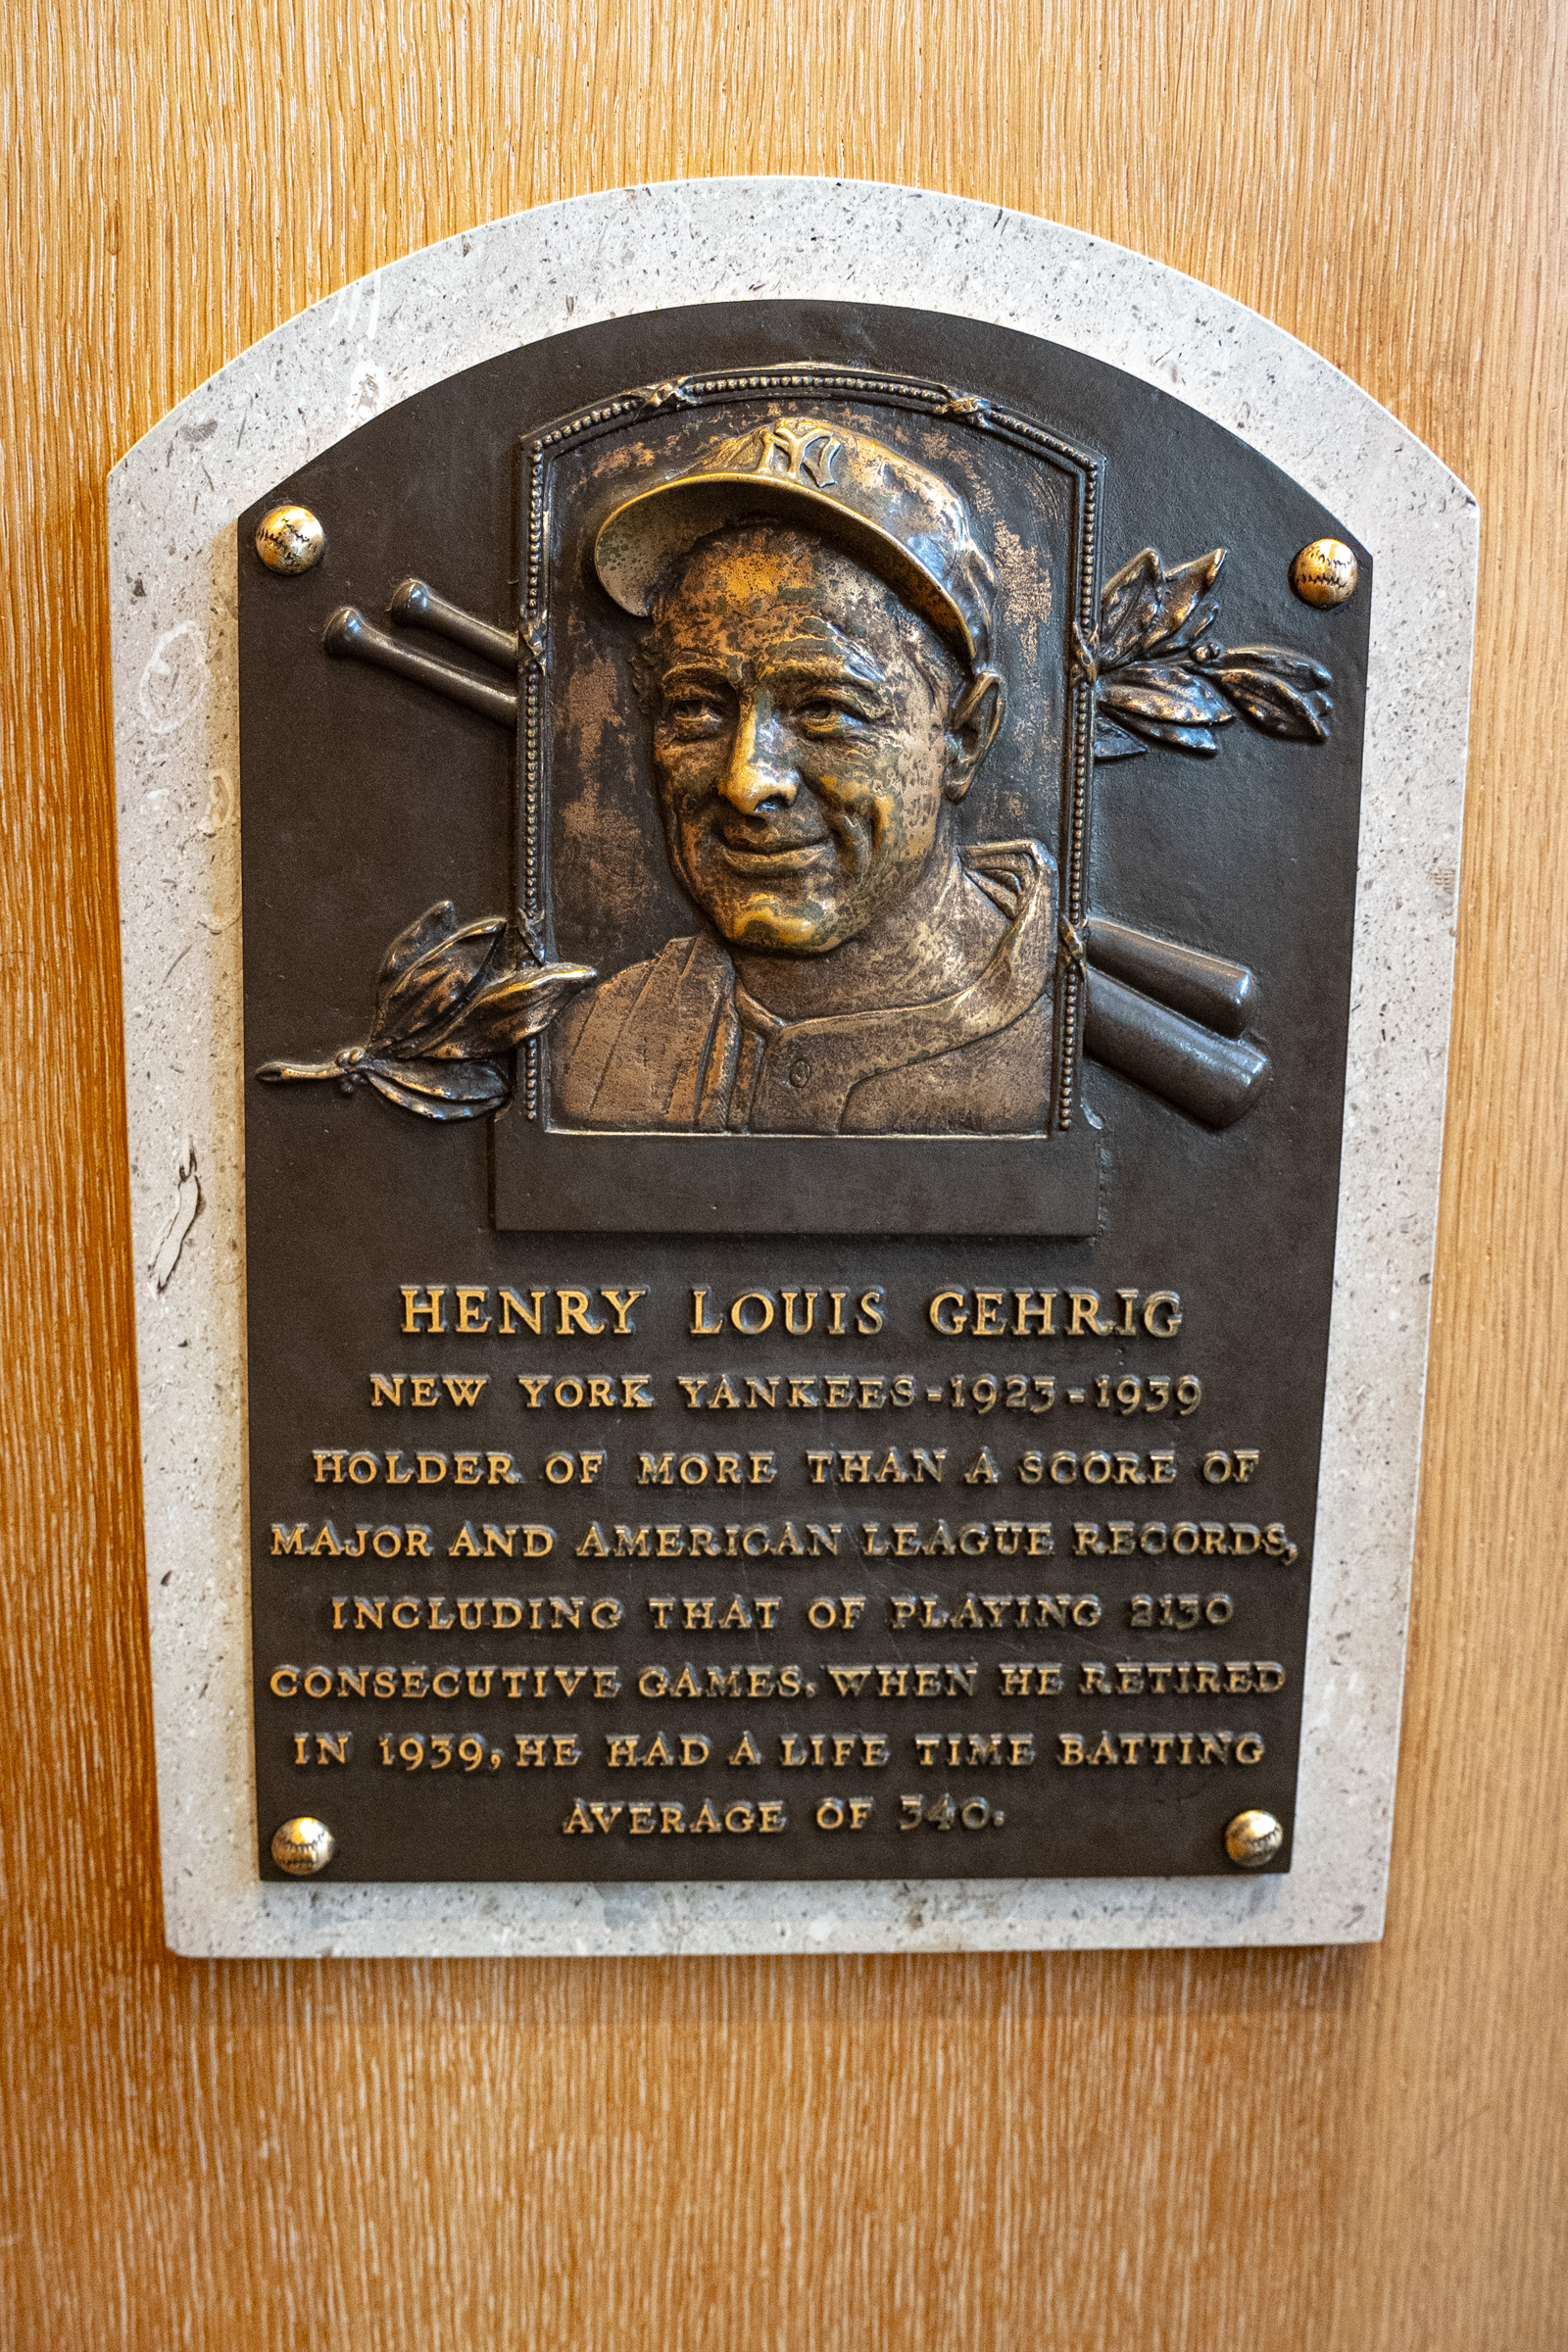 NY
HENRY LOUIS GEHRIG
NEW YORK YANKEES-1923-1939
HOLDER OF MORE THAN A SCORE OF
MAJOR AND AMERICAN LEAGUE RECORDS,
INCLUDING THAT OF PLAYING 2130
CONSECUTIVE GAMES. WHEN HE RETIRED
IN 1939, HE HAD A LIFE TIME BATTING
AVERAGE OF 340.